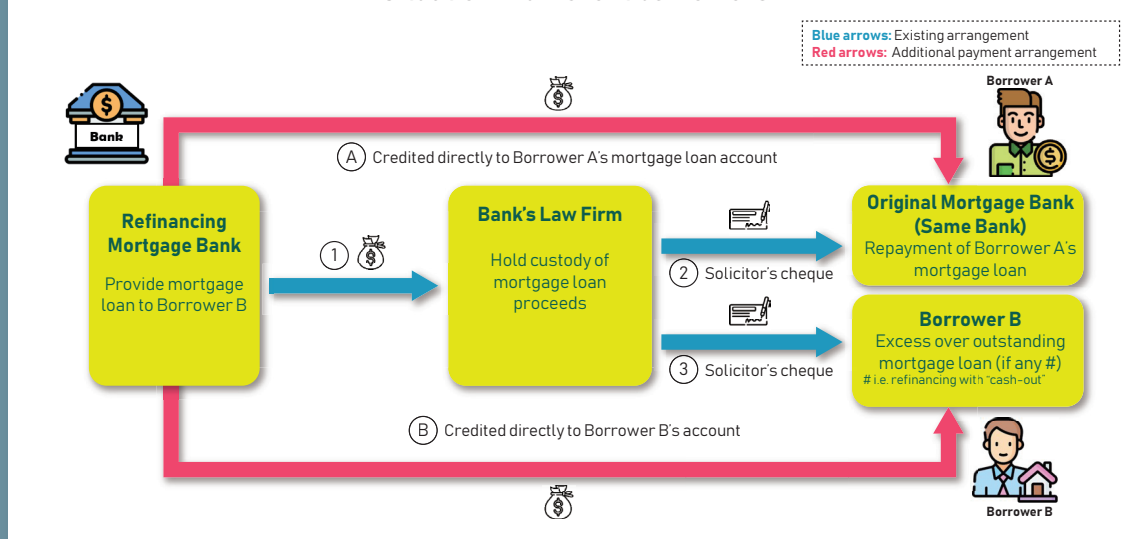 Blue arrows: Existing arrangement
Red arrows: Additional payment arrangement
Borrower A
$
Bank
$
A Credited directly to Borrower A's mortgage loan account
$
Refinancing
Mortgage Bank
Provide mortgage
loan to Borrower B
1
$
Bank's Law Firm
Hold custody of
mortgage loan
proceeds
2 Solicitor's cheque
3 Solicitor's cheque
Original Mortgage Bank
(Same Bank)
Repayment of Borrower A's
mortgage loan
Borrower B
Excess over outstanding
mortgage loan (if any #)
# i.e. refinancing with "cash-out"
B Credited directly to Borrower B's account
$
Borrower B